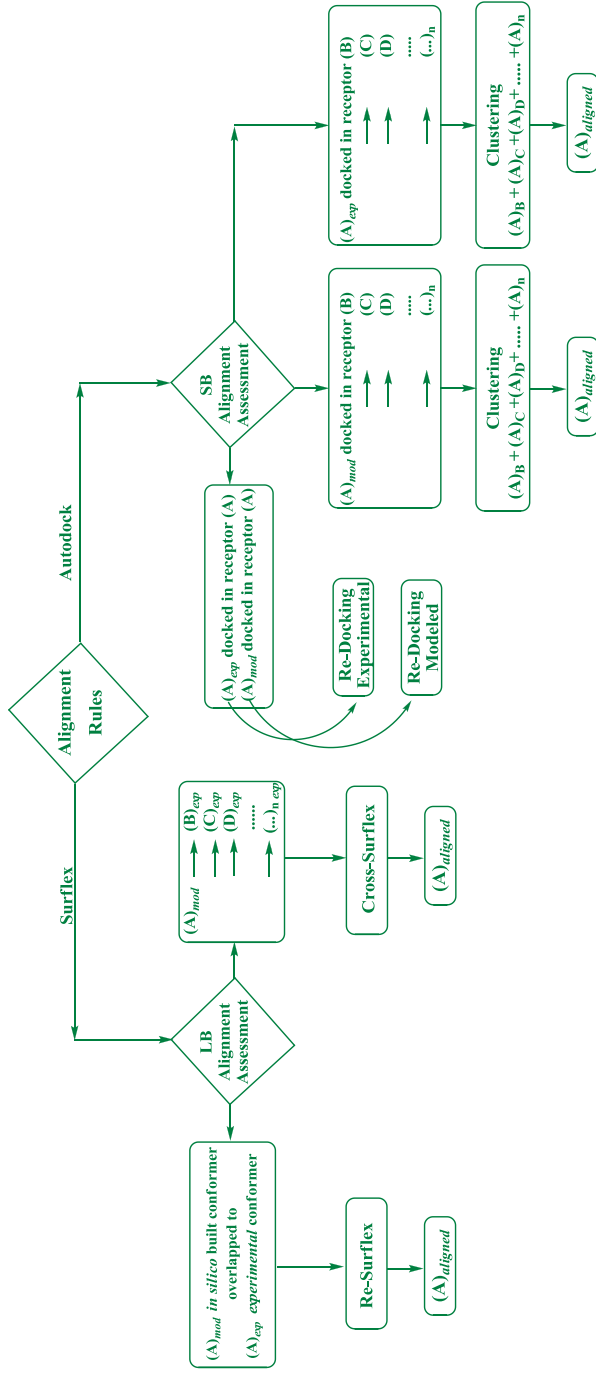 Alignment
Rules
Surflex
Autodock
LB
Alignment
Assessment
SB
Alignment
Assessment
(A)mod in silico built conformer
overlapped to
(A)exp experimental conformer
Re-Surflex
(A)aligned
(A)mod
(B)exp
(C)exp
(D)exp
......
(...)n exp
Cross-Surflex
(A)aligned
(A)exp docked in receptor (A)
(A)mod docked in receptor (A)
Re-Docking
Experimental
Re-Docking
Modeled
(A)mod docked in receptor (B)
(C)
(D)
.....
(...)n
Clustering
(A)B + (A)C +(A)D+ ..... +(A)n
(A)aligned
(A)exp docked in receptor (B)
(C)
(D)
.....
(...)n
Clustering
(A)B + (A)C +(A)D+ ..... +(A)n
(A)aligned